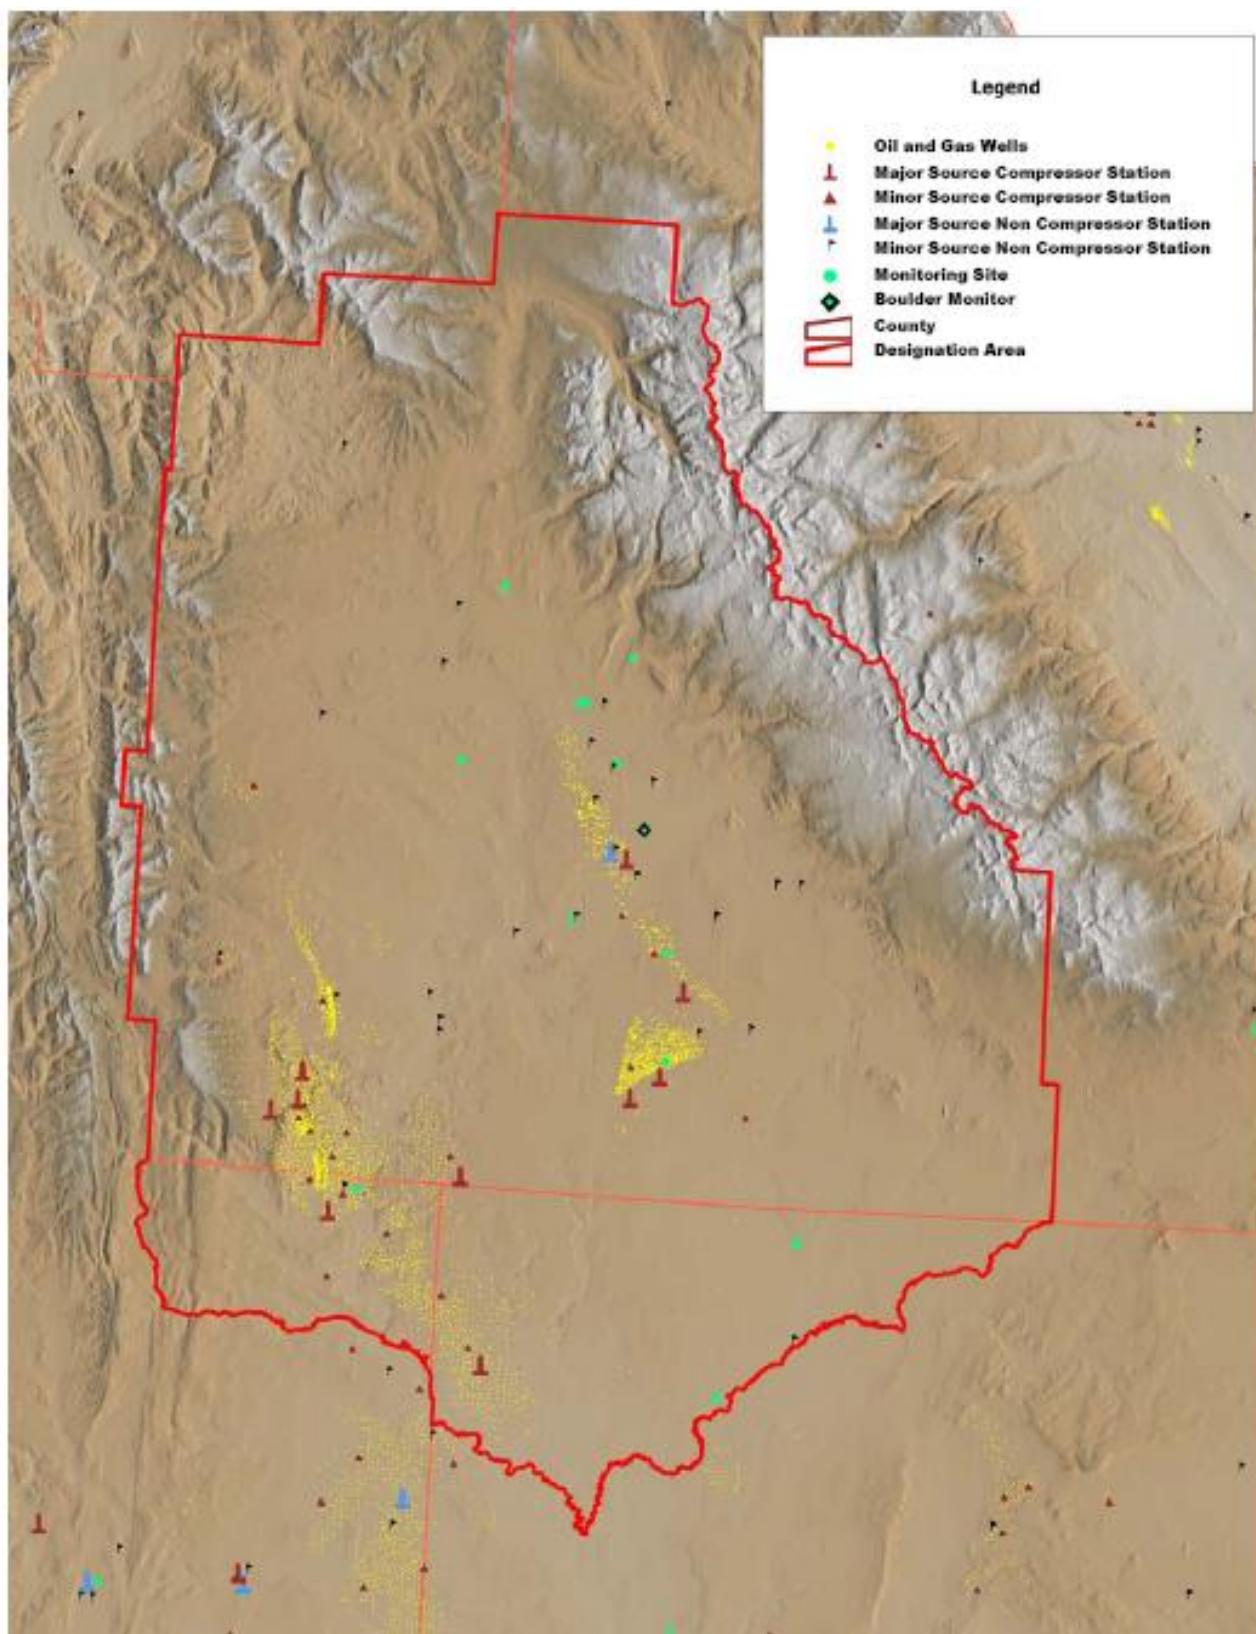 Legend
Oil and Gas Wells
Major Source Compressor Station
Minor Source Compressor Station
Major Source Non Compressor Station
Minor Source Non Compressor Station
Monitoring Site
Boulder Monitor
County
Designation Area